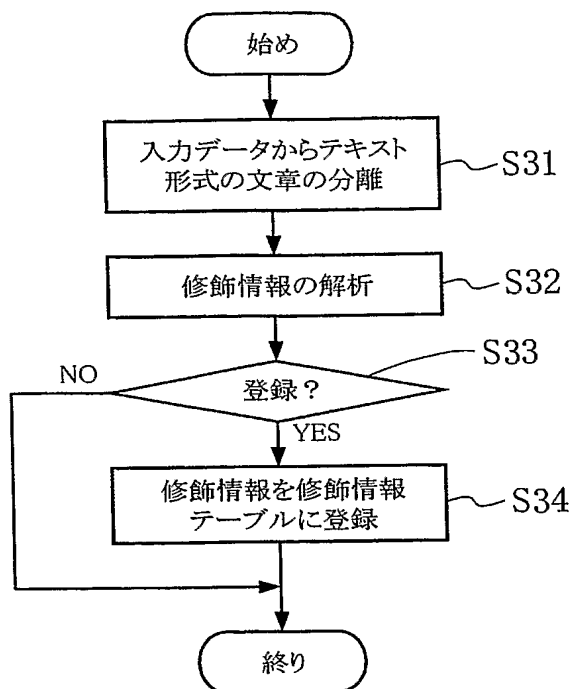 始め
入力データからテキスト
形式の文章の分離
S31
修飾情報の解析
S32
S33
NO
登録？
YES
修飾情報を修飾情報
テーブルに登録
S34
終り